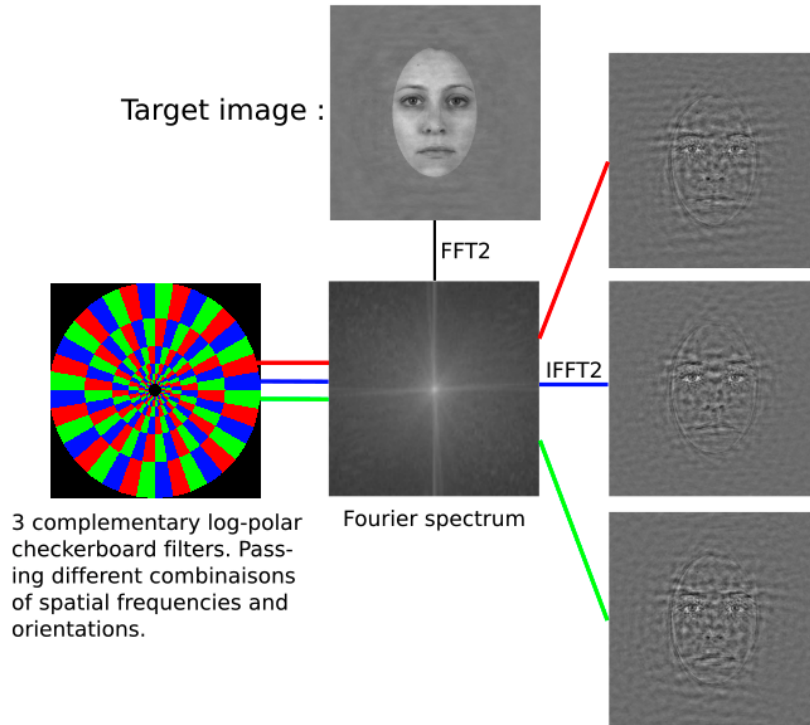 Target image :
FFT2
IFFT2
Fourier spectrum
3 complementary log-polar
checkerboard filters. Pass-
ing different combinaisons
of spatial frequencies and
orientations.